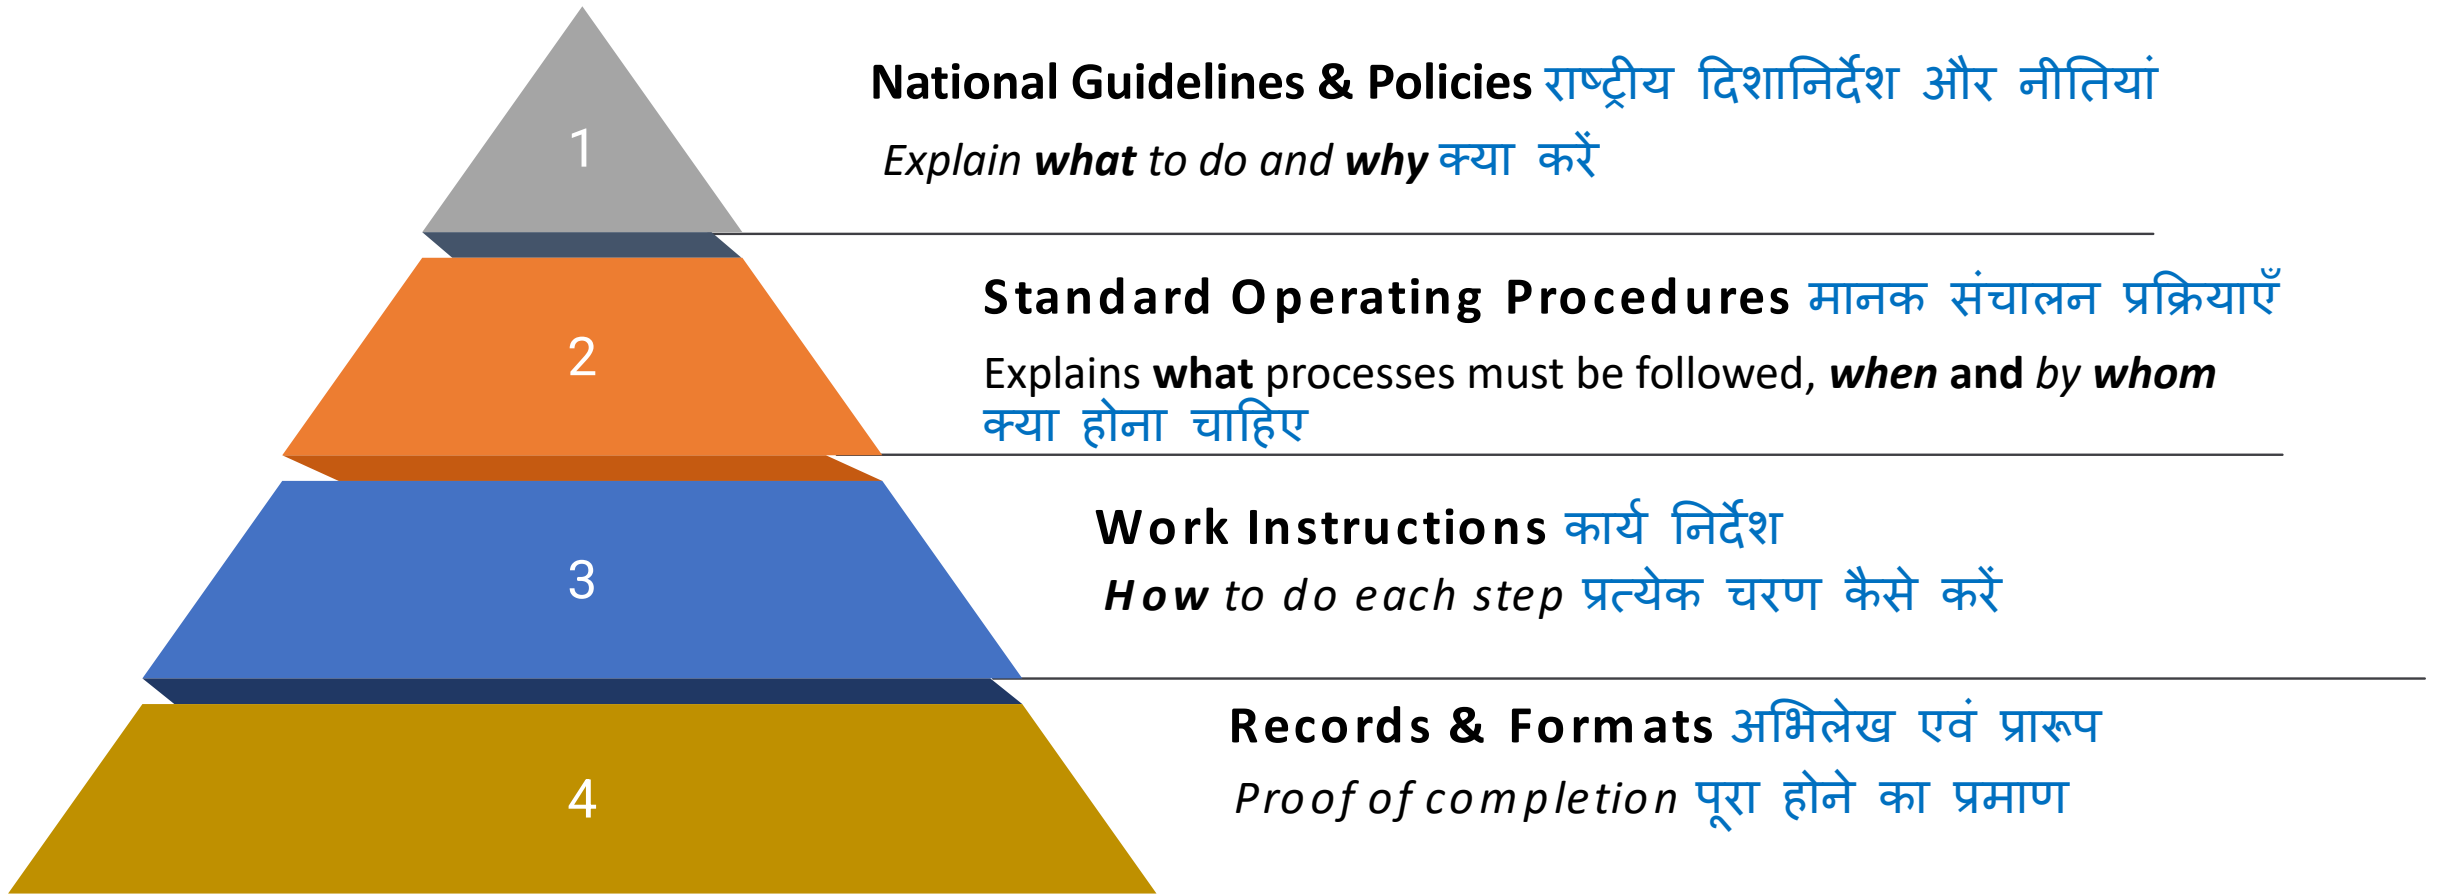 1
National Guidelines & Policies राष्ट्रीय दिशानिर्देश और नीतियां
Explain what to do and why क्या करें
2
Standard Operating Procedures मानक संचालन प्रक्रियाएँ
Explains what processes must be followed, when and by whom
क्या होना चाहिए
3
Work Instructions कार्य निर्देश
How to do each step प्रत्येक चरण कैसे करें
4
Records & Formats अभिलेख एवं प्रारूप
Proof of completion पूरा होने का प्रमाण